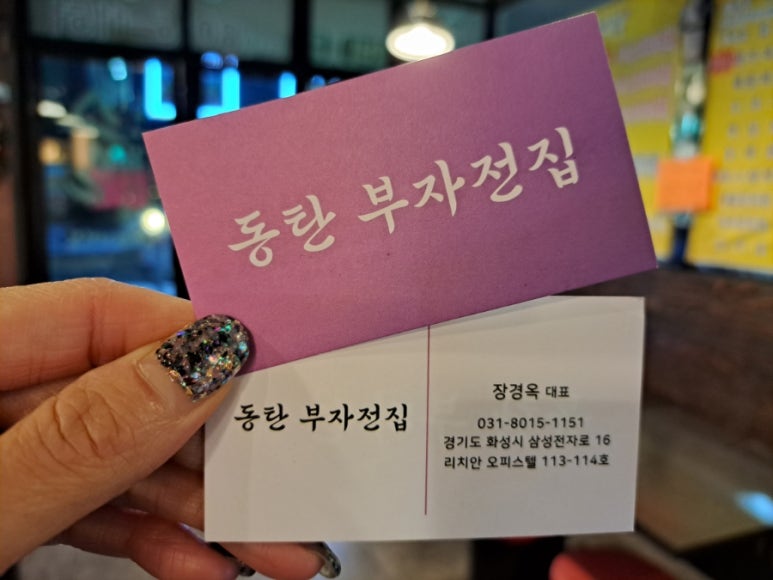 동탄 부자전집
동탄 부자전집
장경옥 대표
031-8015-1151
경기도 화성시 삼성전자로 16
리치안 오피스텔 113-114호